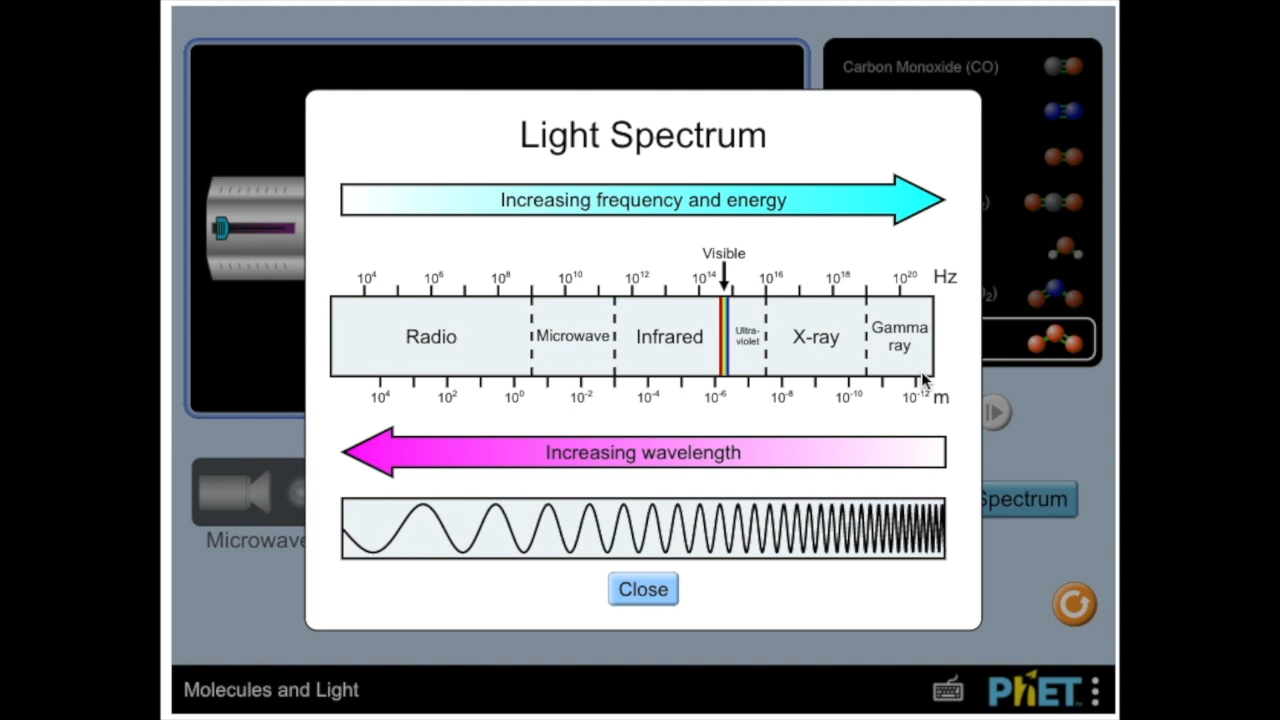 Carbon Monoxide (CO)
Light Spectrum
Increasing frequency and energy
Visible
10⁴ 10⁶ 10⁸ 10¹⁰ 10¹² 10¹⁴ 10¹⁶ 10¹⁸ 10²⁰ Hz
Radio Microwave Infrared Ultra-
violet X-ray Gamma
ray
10⁴ 10² 10⁰ 10⁻² 10⁻⁴ 10⁻⁶ 10⁻⁸ 10⁻¹⁰ 10⁻¹² m
Increasing wavelength
Spectrum
Microwave
Close
Molecules and Light
PhET